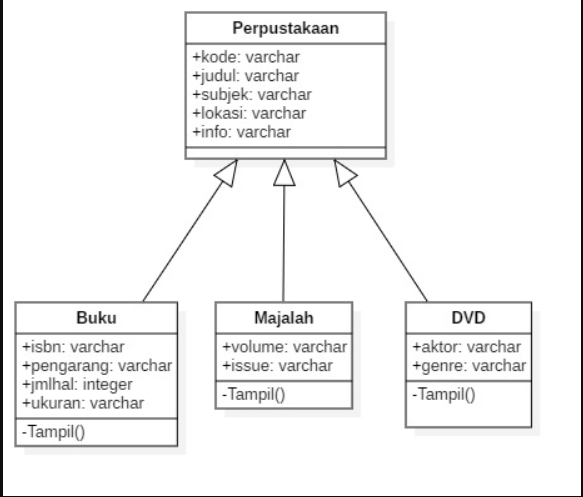 Perpustakaan
+kode: varchar
+judul: varchar
+subjek: varchar
+lokasi: varchar
+info: varchar
Buku
+isbn: varchar
+pengarang: varchar
+jmlhal: integer
+ukuran: varchar
-Tampil()
Majalah
+volume: varchar
+issue: varchar
-Tampil()
DVD
+aktor: varchar
+genre: varchar
-Tampil()